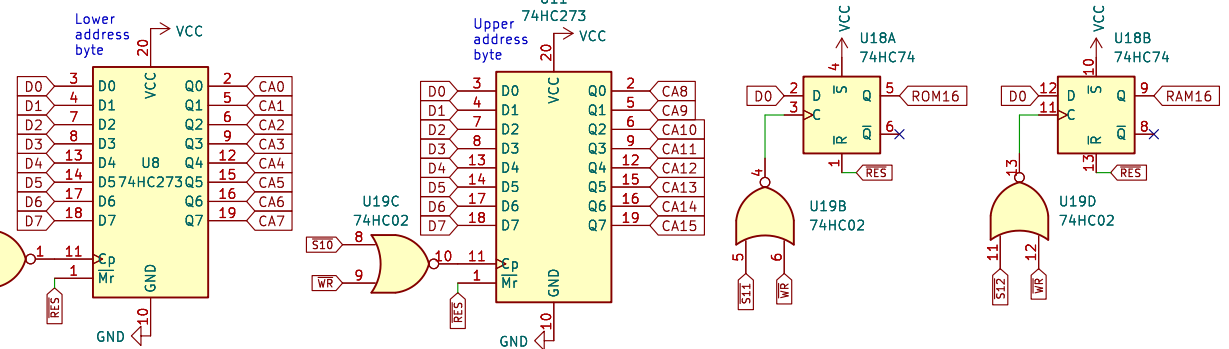 Lower
address
byte
VCC
20
VCC
D0 3 D0 Q0 2 CA0
D1 4 D1 Q1 5 CA1
D2 7 D2 Q2 6 CA2
D3 8 D3 Q3 9 CA3
D4 13 D4 U8 Q4 12 CA4
D5 14 D5 74HC273 Q5 15 CA5
D6 17 D6 Q6 16 CA6
D7 18 D7 Q7 19 CA7
1 11 Cp
1 Mr
GND
RES
10
GND
74HC273
Upper
address
byte
VCC
20
VCC
D0 3 D0 Q0 2 CA8
D1 4 D1 Q1 5 CA9
D2 7 D2 Q2 6 CA10
D3 8 D3 Q3 9 CA11
D4 13 D4 Q4 12 CA12
D5 14 D5 Q5 15 CA13
D6 17 D6 Q6 16 CA14
D7 18 D7 Q7 19 CA15
U19C
74HC02
S10 8
WR 9
10 11 Cp
1 Mr
GND
RES
10
GND
VCC
U18A
74HC74
4
D0 2 D S Q 5 ROM16
3 C
R Q 6
1
RES
4
U19B
74HC02
5 6
S11 WR
VCC
U18B
74HC74
10
D0 12 D S Q 9 RAM16
11 C
R Q 8
13
RES
13
U19D
74HC02
11 12
S12 WR